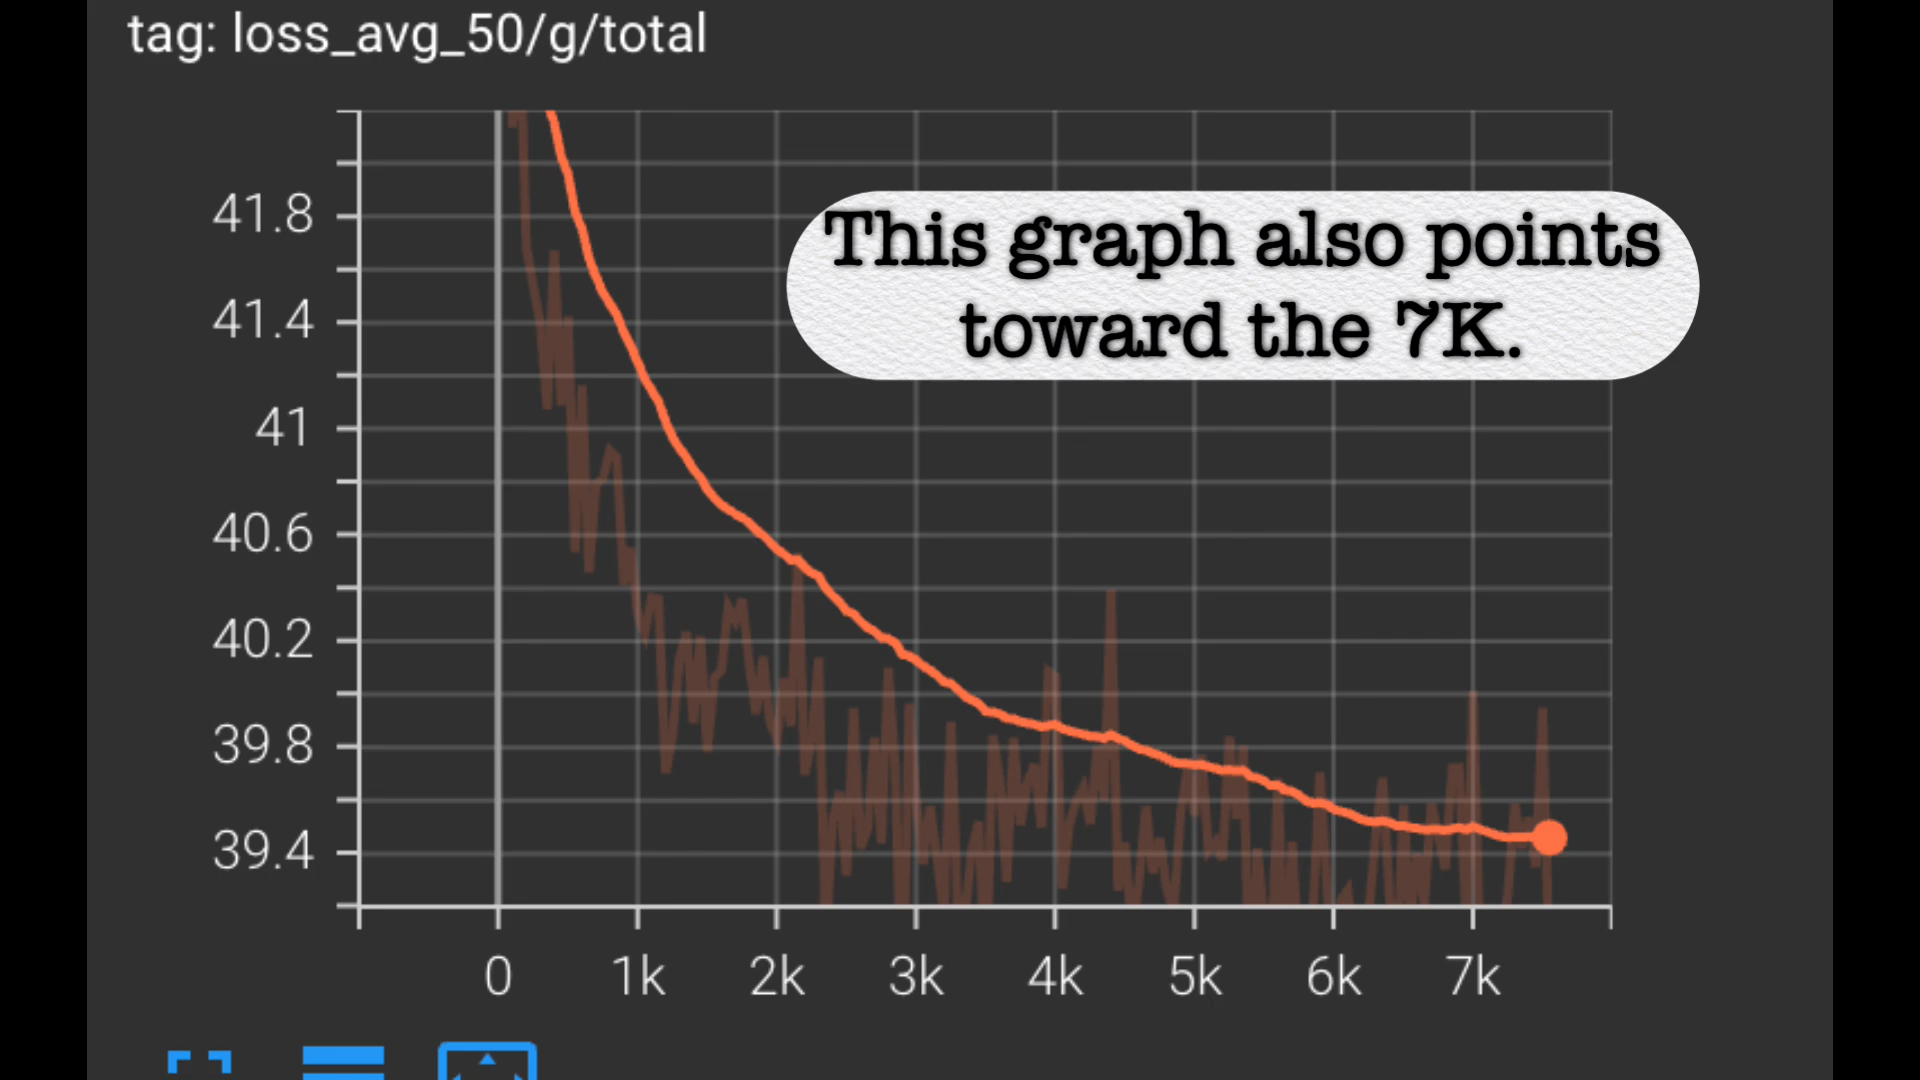 tag: loss_avg_50/g/total
This graph also points
toward the 7K.
41.8
41.4
41
40.6
40.2
39.8
39.4
0 1k 2k 3k 4k 5k 6k 7k